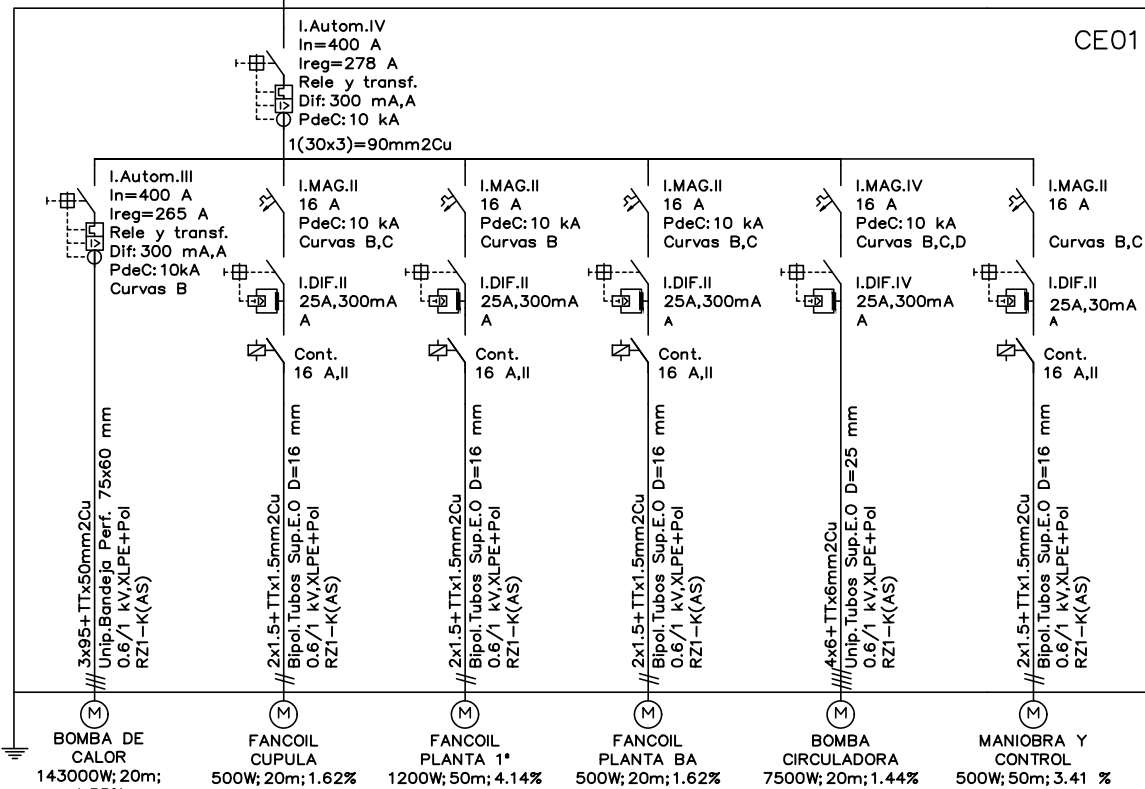 CE01
I.Autom.IV
In=400 A
Ireg=278 A
Rele y transf.
Dif: 300 mA,A
PdeC: 10 kA
1(30x3)=90mm2Cu
I.Autom.III
In=400 A
Ireg=265 A
Rele y transf.
Dif: 300 mA,A
PdeC: 10kA
Curvas B
3x95+TTx50mm2Cu
Unip.Bandeja Perf. 75x60 mm
0.6/1 kV,XLPE+Pol
RZ1-K(AS)
M
BOMBA DE
CALOR
143000W; 20m;
I.MAG.II
16 A
PdeC: 10 kA
Curvas B,C
I.DIF.II
25A,300mA
A
Cont.
16 A,II
2x1.5+TTx1.5mm2Cu
Bipol.Tubos Sup.E.O D=16 mm
0.6/1 kV,XLPE+Pol
RZ1-K(AS)
M
FANCOIL
CUPULA
500W; 20m; 1.62%
I.MAG.II
16 A
PdeC: 10 kA
Curvas B
I.DIF.II
25A,300mA
A
Cont.
16 A,II
2x1.5+TTx1.5mm2Cu
Bipol.Tubos Sup.E.O D=16 mm
0.6/1 kV,XLPE+Pol
RZ1-K(AS)
M
FANCOIL
PLANTA 1ª
1200W; 50m; 4.14%
I.MAG.II
16 A
PdeC: 10 kA
Curvas B,C
I.DIF.II
25A,300mA
A
Cont.
16 A,II
2x1.5+TTx1.5mm2Cu
Bipol.Tubos Sup.E.O D=16 mm
0.6/1 kV,XLPE+Pol
RZ1-K(AS)
M
FANCOIL
PLANTA BA
500W; 20m; 1.62%
I.MAG.IV
16 A
PdeC: 10 kA
Curvas B,C,D
I.DIF.IV
25A,300mA
A
4x6+TTx6mm2Cu
Unip.Tubos Sup.E.O D=25 mm
0.6/1 kV,XLPE+Pol
RZ1-K(AS)
M
BOMBA
CIRCULADORA
7500W; 20m; 1.44%
I.MAG.II
16 A
Curvas B,C
I.DIF.II
25A,30mA
A
Cont.
16 A,II
2x1.5+TTx1.5mm2Cu
Bipol.Tubos Sup.E.O D=16 mm
0.6/1 kV,XLPE+Pol
RZ1-K(AS)
M
MANIOBRA Y
CONTROL
500W; 50m; 3.41 %